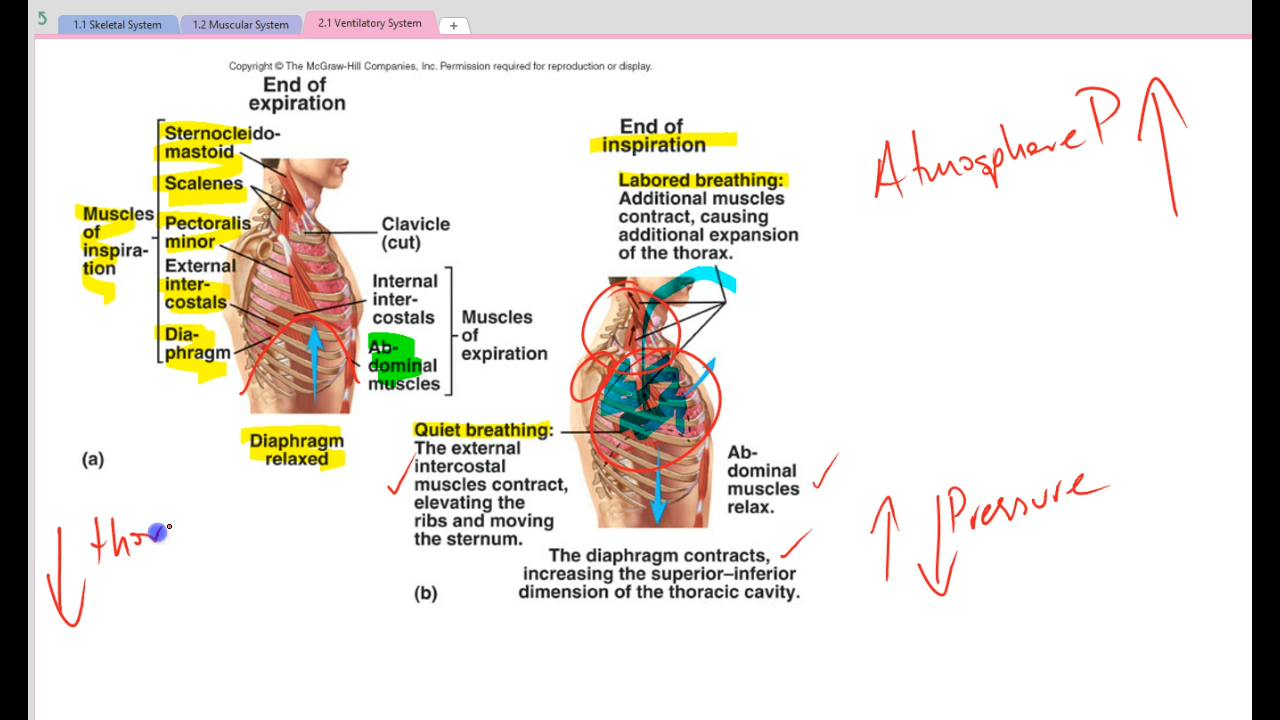 1.1 Skeletal System
1.2 Muscular System
2.1 Ventilatory System
+
Copyright © The McGraw-Hill Companies, Inc. Permission required for reproduction or display.
End of
expiration
Sternocleido-
mastoid
Scalenes
Pectoralis
minor
External
inter-
costals
Dia-
phragm
Muscles
of
inspira-
tion
Clavicle
(cut)
Internal
inter-
costals
Ab-
dominal
muscles
Muscles
of
expiration
Diaphragm
relaxed
(a)
End of
inspiration
Labored breathing:
Additional muscles
contract, causing
additional expansion
of the thorax.
Quiet breathing:
The external
intercostal
muscles contract,
elevating the
ribs and moving
the sternum.
Ab-
dominal
muscles
relax.
The diaphragm contracts,
increasing the superior–inferior
dimension of the thoracic cavity.
(b)
Atmosphere P
Pressure